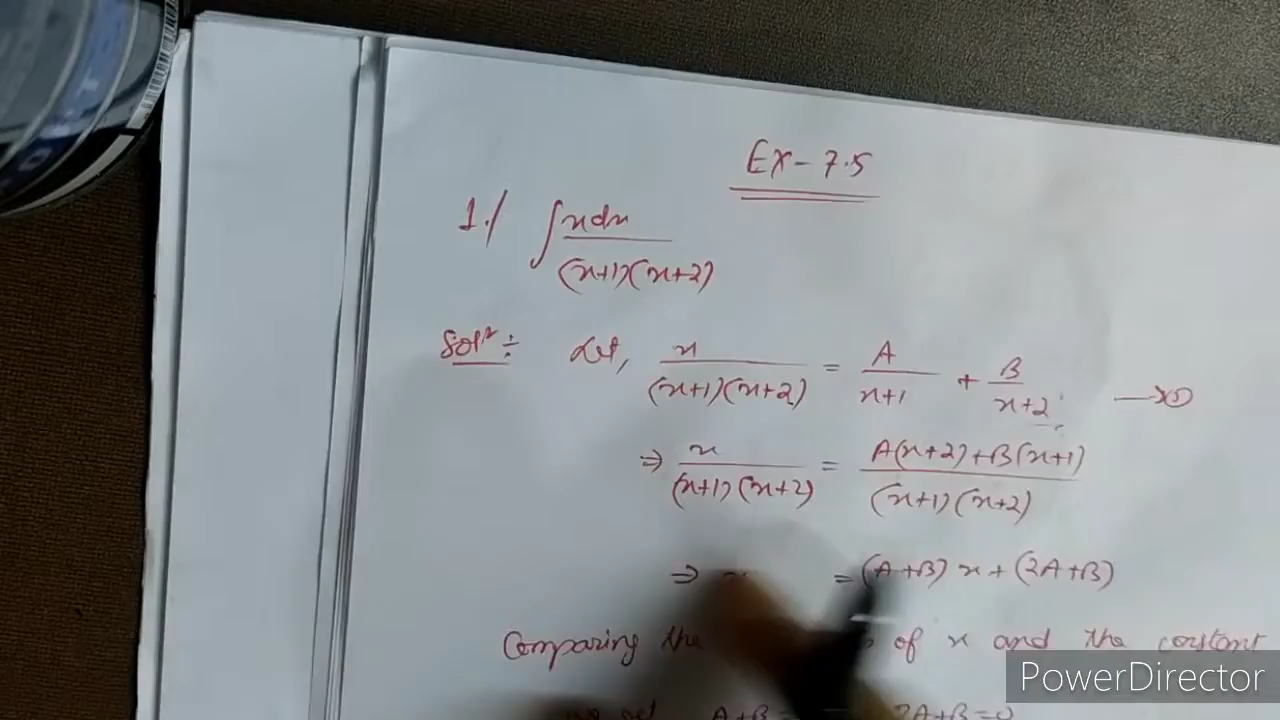 Ex-7.5
1./ ∫ x dx / (x+1)(x+2)
Solⁿ÷ Let, x / (x+1)(x+2) = A / x+1 + B / x+2 → ①
⇒ x / (x+1)(x+2) = A(x+2)+B(x+1) / (x+1)(x+2)
⇒ x = (A+B)x + (2A+B)
Comparing the of x and the constant
A+B = 2A+B=0
PowerDirector